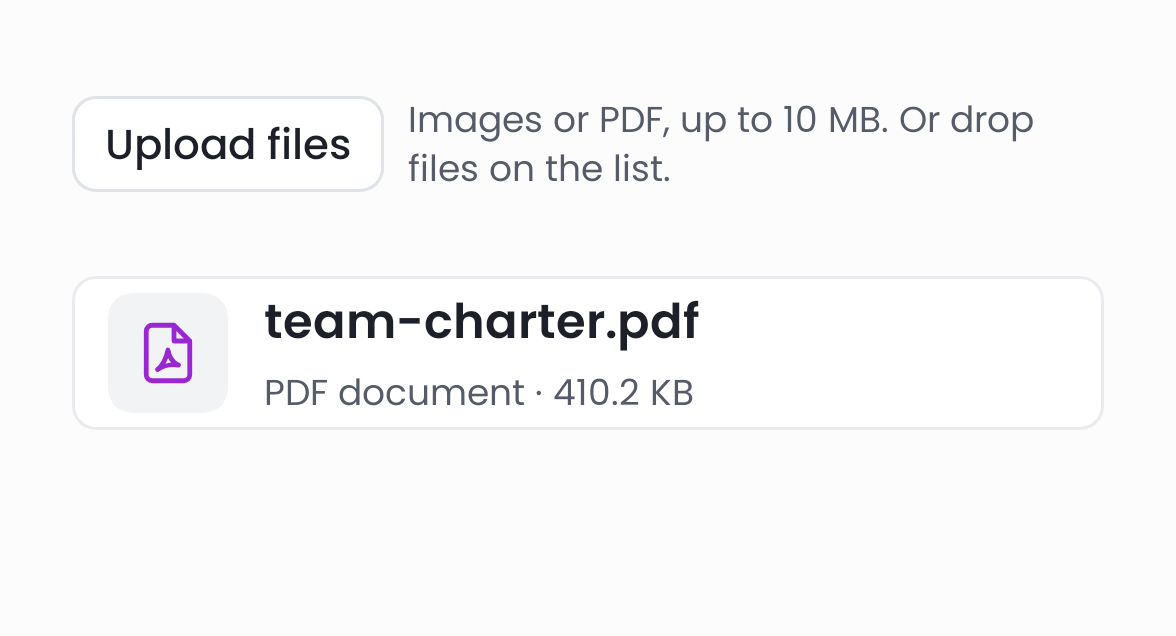 Upload files
Images or PDF, up to 10 MB. Or drop
files on the list.
team-charter.pdf
PDF document · 410.2 KB